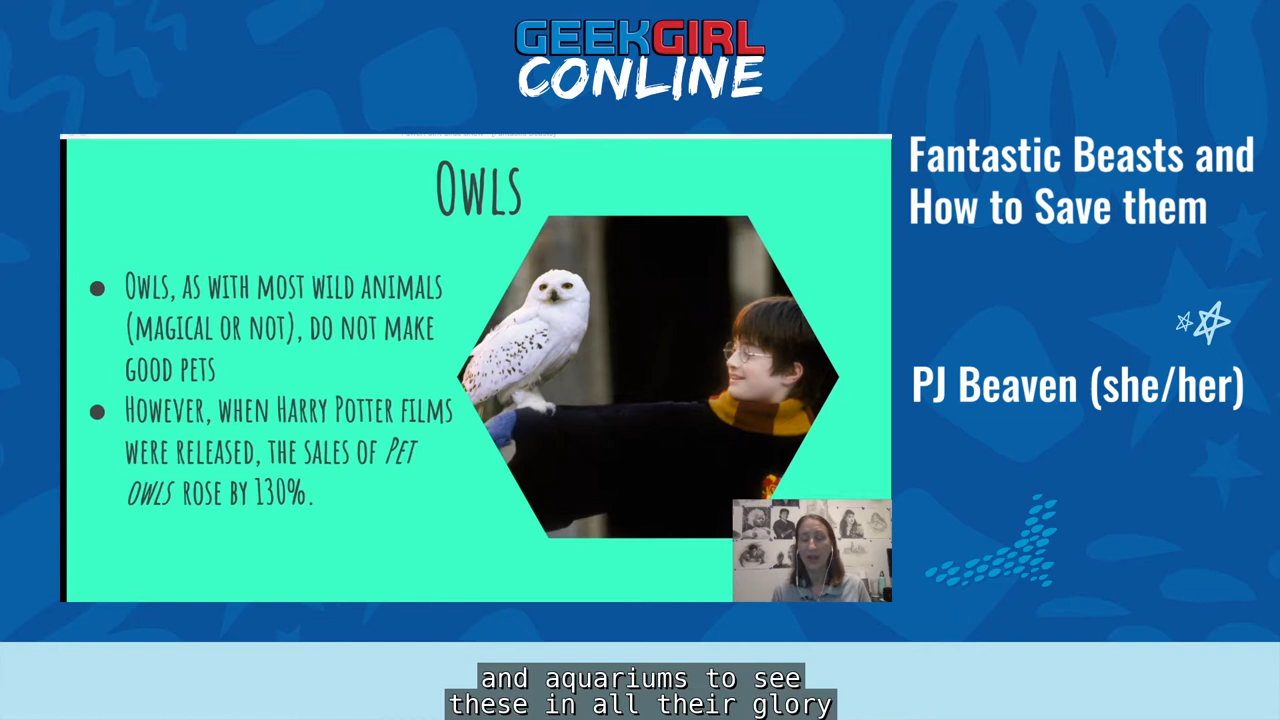 GEEKGIRL
CONLINE
Fantastic Beasts and
How to Save them
PJ Beaven (she/her)
Owls
● Owls, as with most wild animals
(magical or not), do not make
good pets
● However, when Harry Potter films
were released, the sales of Pet
owls rose by 130%.
and aquariums to see
these in all their glory